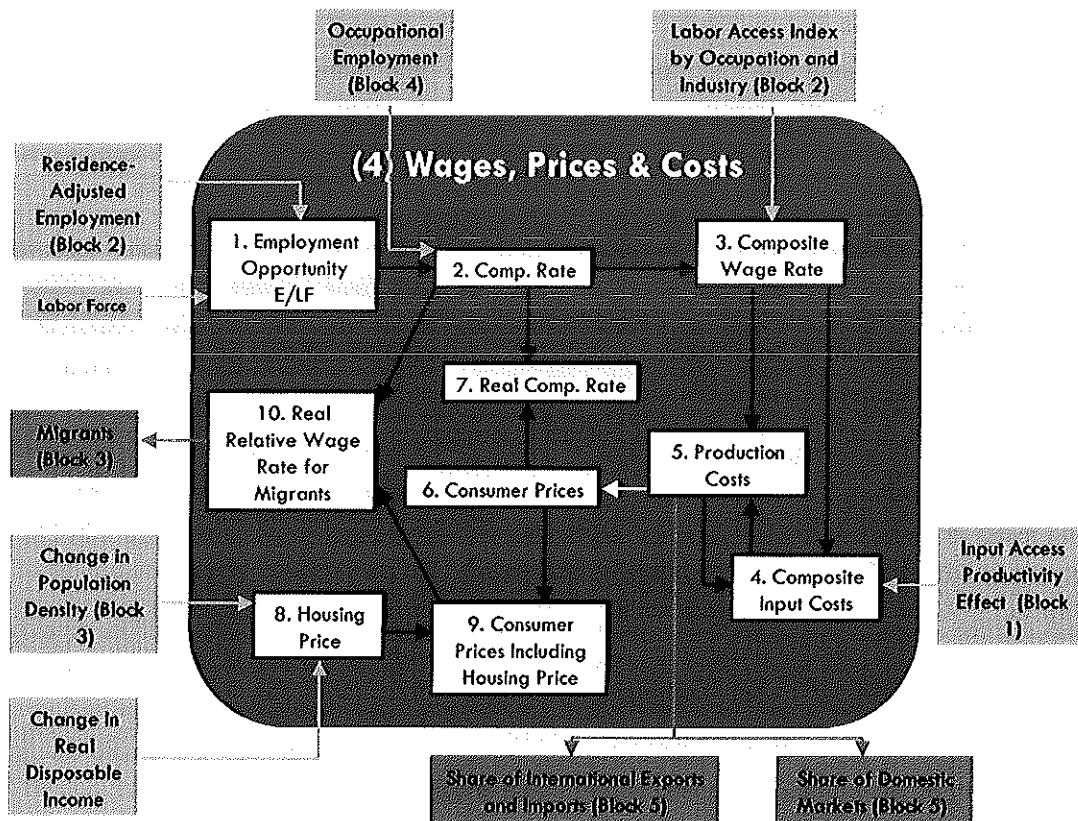 Occupational
Employment
(Block 4)
Labor Access Index
by Occupation and
Industry (Block 2)
(4) Wages, Prices & Costs
Residence-
Adjusted
Employment
(Block 2)
1. Employment
Opportunity
E/LF
2. Comp. Rate
3. Composite
Wage Rate
Labor Force
7. Real Comp. Rate
10. Real
Relative Wage
Rate for
Migrants
Migrants
(Block 3)
5. Production
Costs
6. Consumer Prices
Change in
Population
Density (Block
3)
4. Composite
Input Costs
Input Access
Productivity
Effect (Block
1)
8. Housing
Price
9. Consumer
Prices Including
Housing Price
Change in
Real
Disposable
Income
Share of International Exports
and Imports (Block 5)
Share of Domestic
Markets (Block 5)